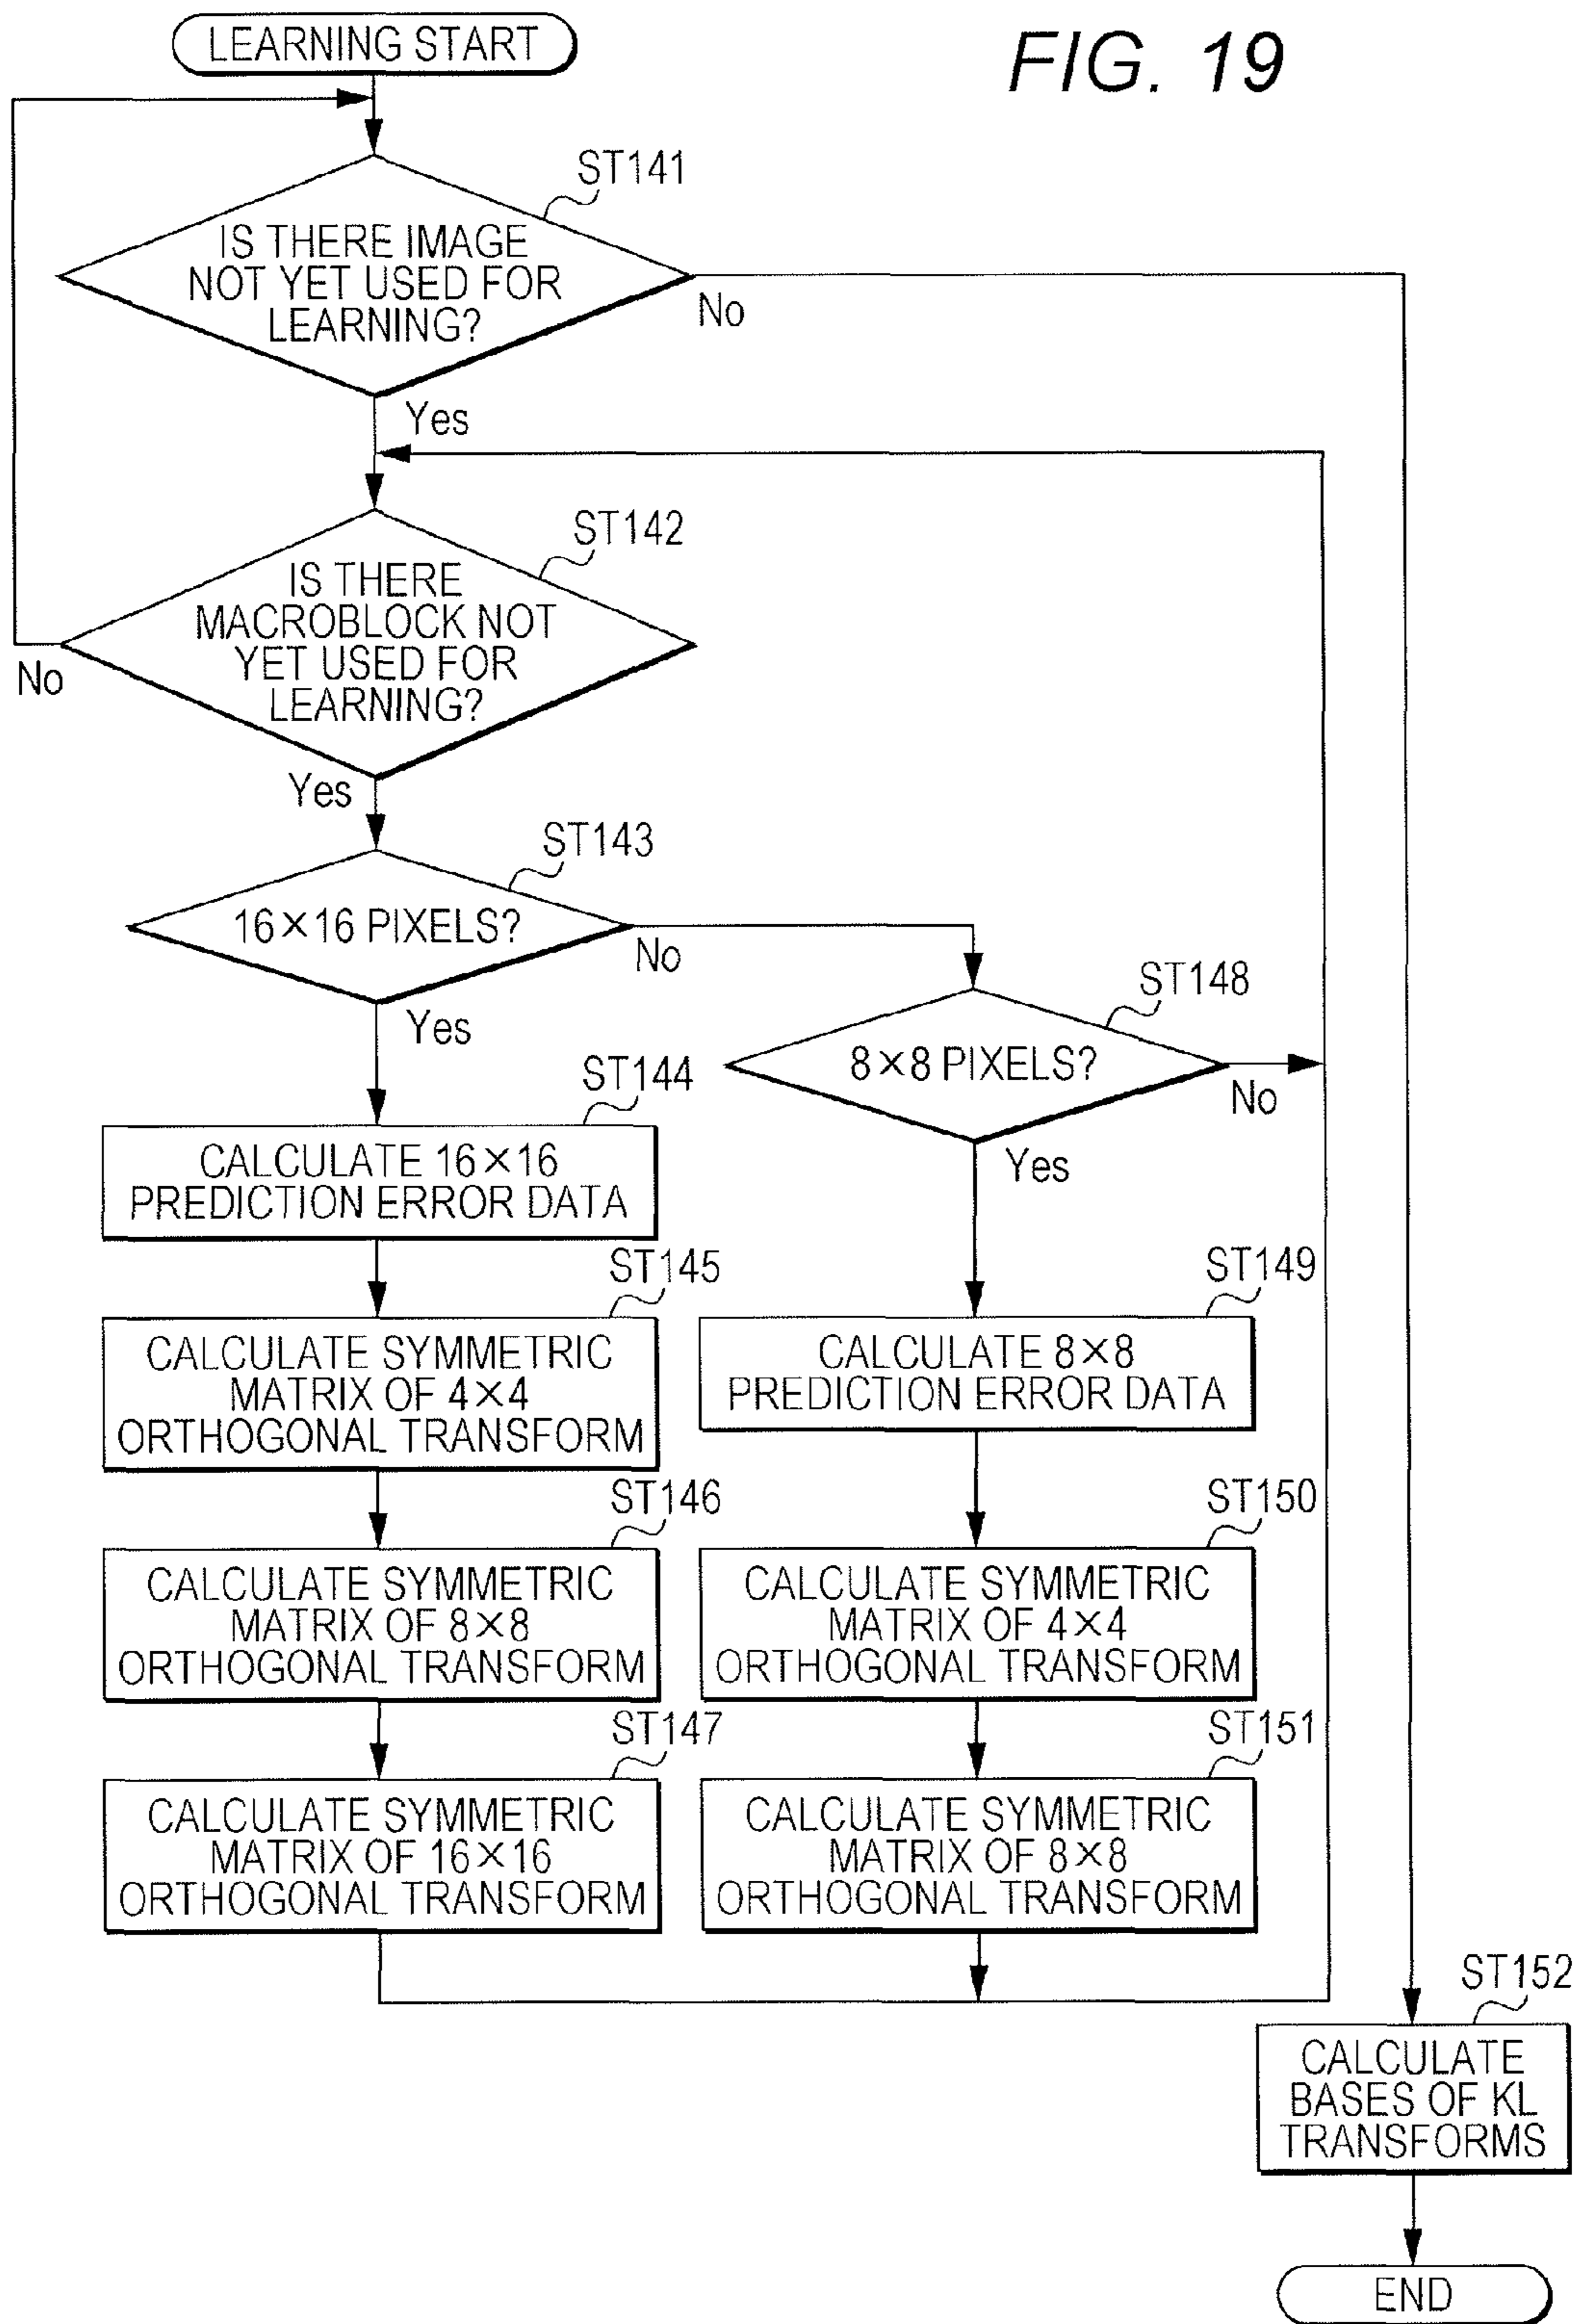 LEARNING START
FIG. 19
ST141
IS THERE IMAGE
NOT YET USED FOR
LEARNING?
No
Yes
ST142
IS THERE
MACROBLOCK NOT
YET USED FOR
LEARNING?
No
Yes
ST143
16×16 PIXELS?
No
Yes
ST148
8×8 PIXELS?
No
Yes
ST144
CALCULATE 16×16
PREDICTION ERROR DATA
ST145
CALCULATE SYMMETRIC
MATRIX OF 4×4
ORTHOGONAL TRANSFORM
ST146
CALCULATE SYMMETRIC
MATRIX OF 8×8
ORTHOGONAL TRANSFORM
ST147
CALCULATE SYMMETRIC
MATRIX OF 16×16
ORTHOGONAL TRANSFORM
ST149
CALCULATE 8×8
PREDICTION ERROR DATA
ST150
CALCULATE SYMMETRIC
MATRIX OF 4×4
ORTHOGONAL TRANSFORM
ST151
CALCULATE SYMMETRIC
MATRIX OF 8×8
ORTHOGONAL TRANSFORM
ST152
CALCULATE
BASES OF KL
TRANSFORMS
END